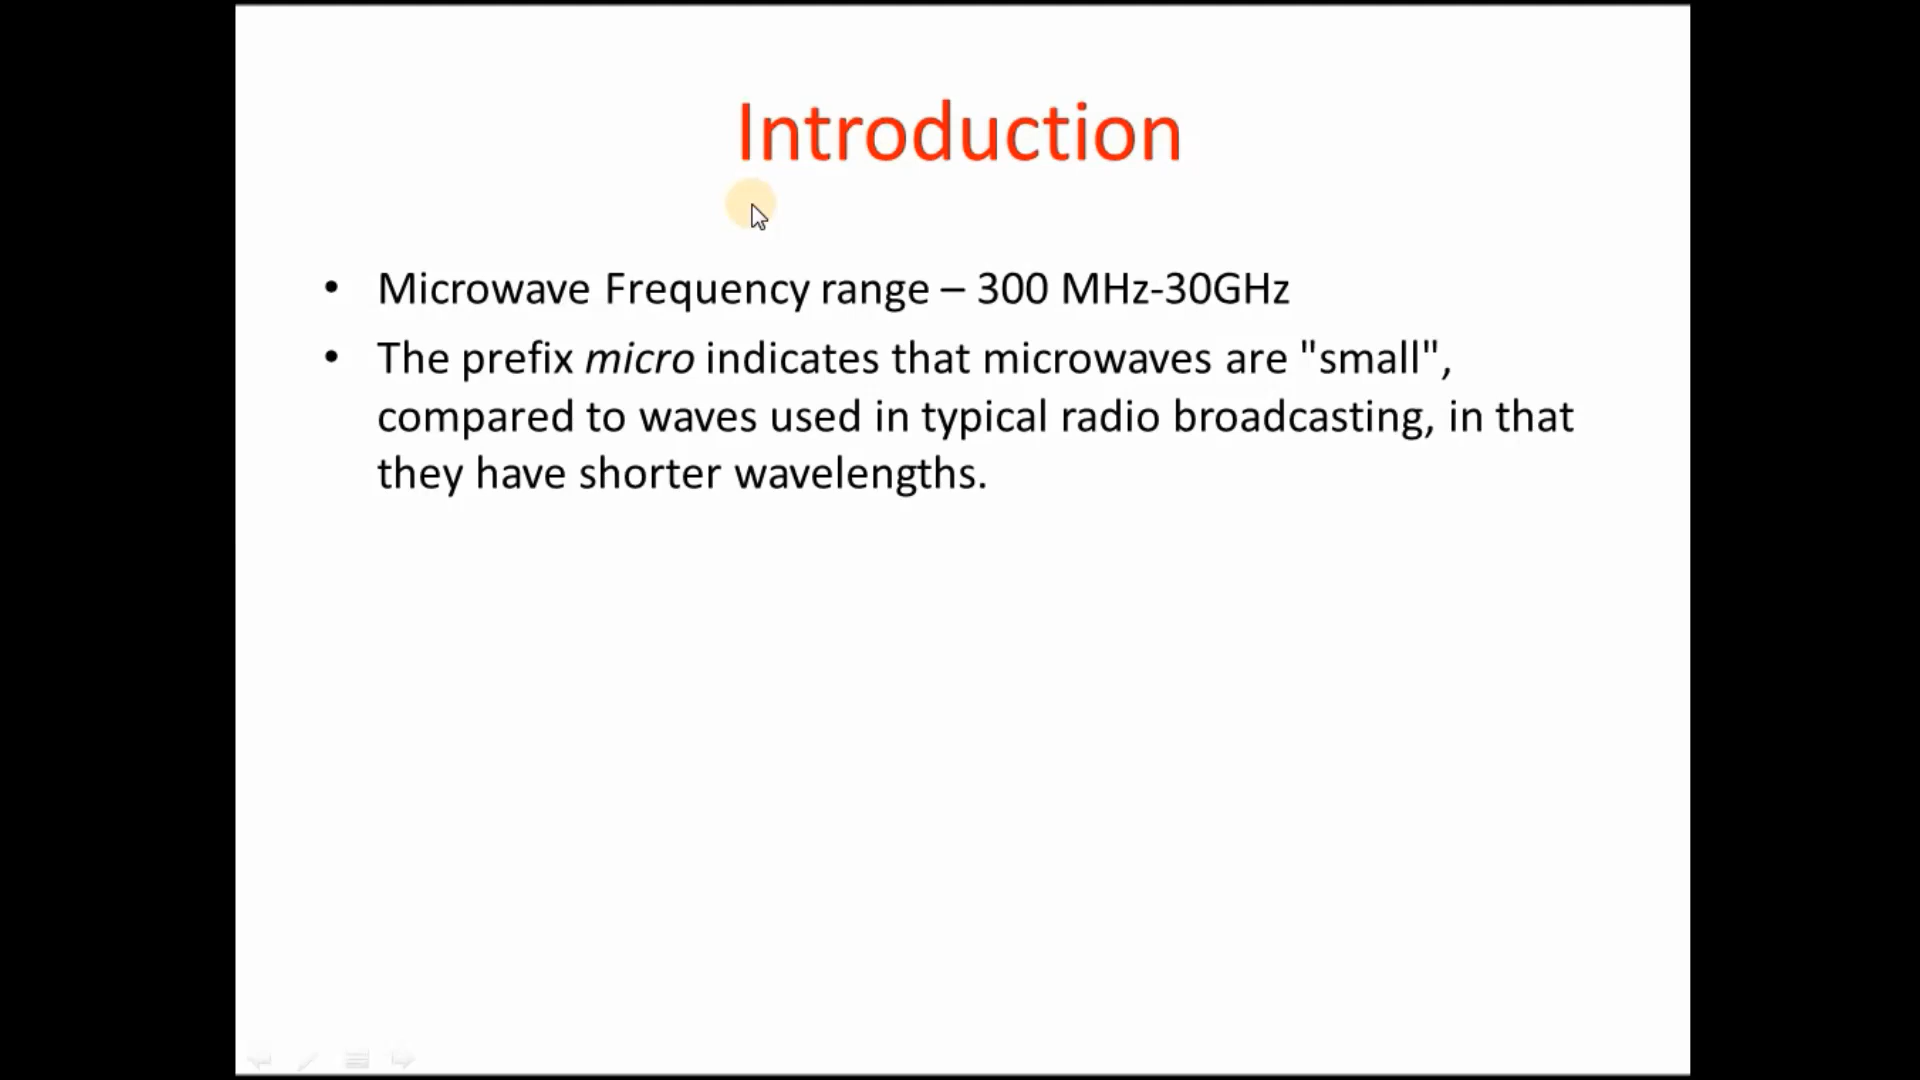 Introduction
• Microwave Frequency range – 300 MHz-30GHz
• The prefix micro indicates that microwaves are "small",
compared to waves used in typical radio broadcasting, in that
they have shorter wavelengths.